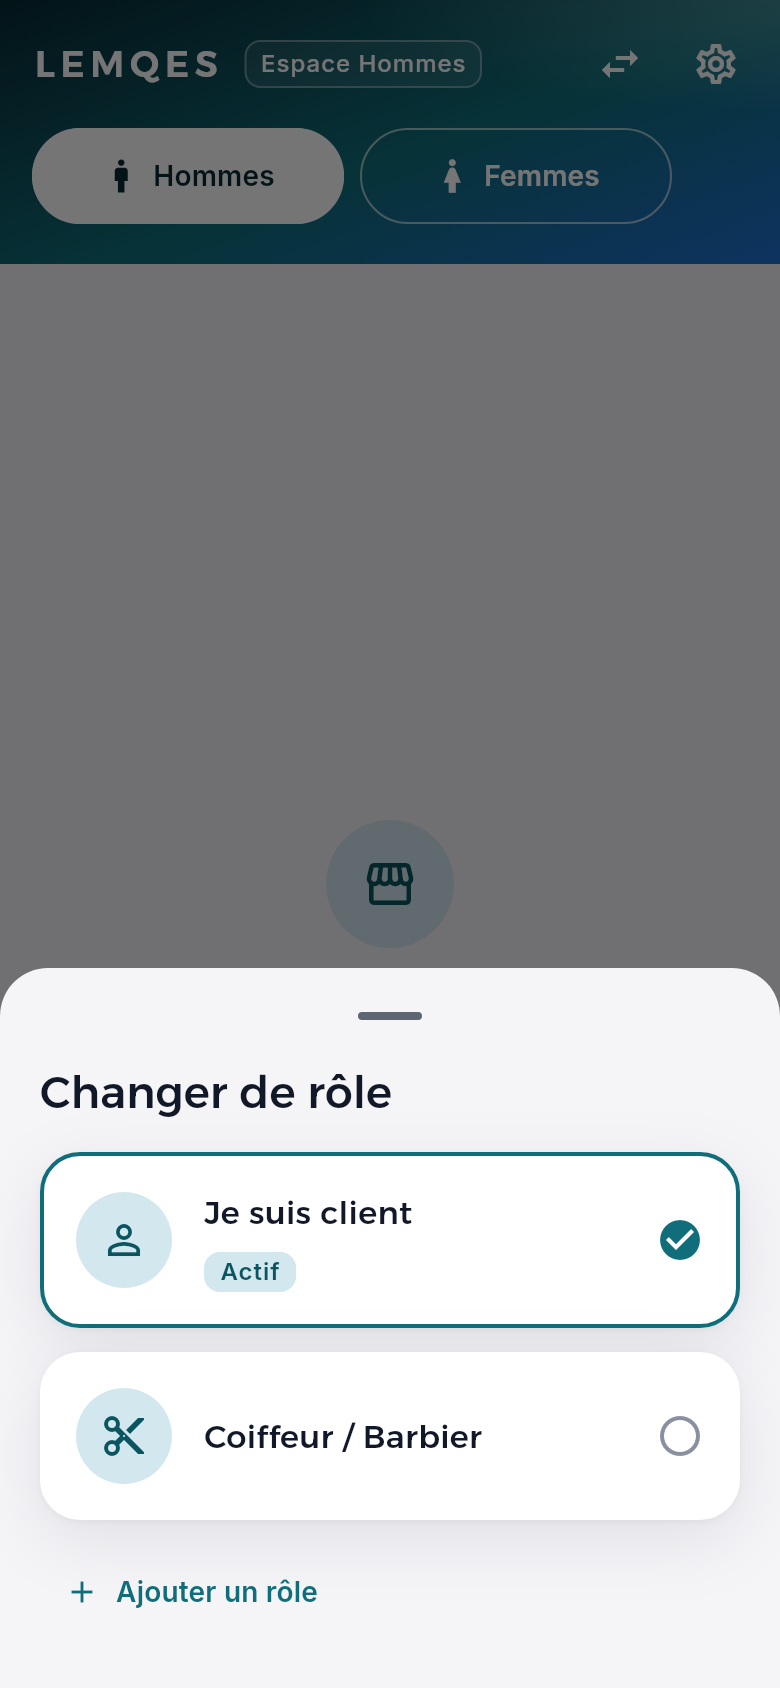 LEMQES
Espace Hommes
Hommes
Femmes
Changer de rôle
Je suis client
Actif
Coiffeur / Barbier
Ajouter un rôle